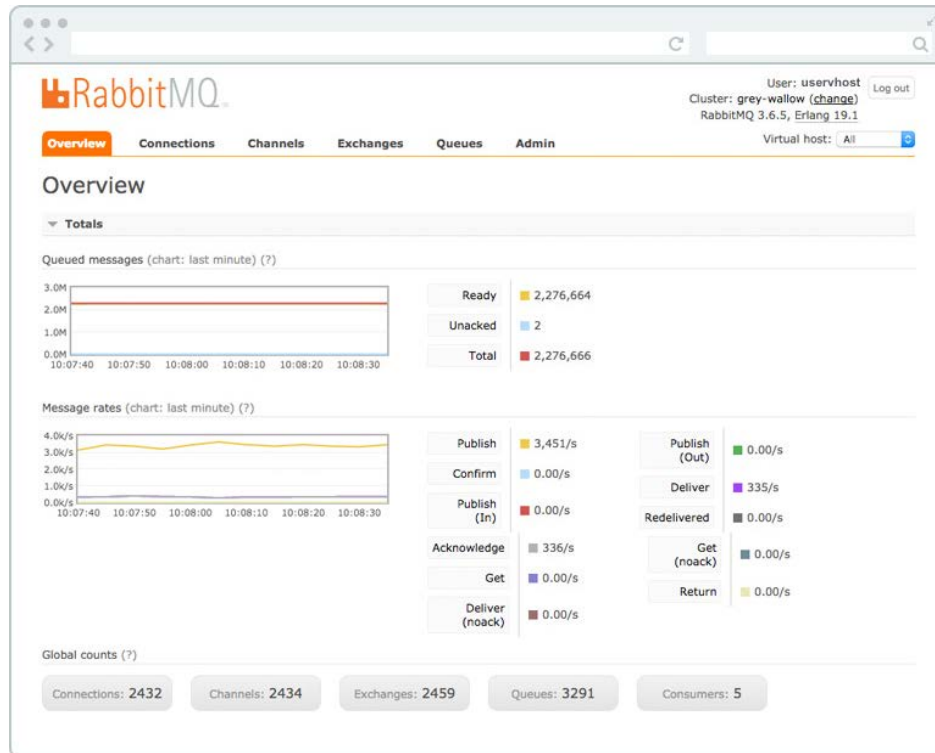 RabbitMQ
User: uservhost
Log out
Cluster: grey-wallow (change)
RabbitMQ 3.6.5, Erlang 19.1
Overview Connections Channels Exchanges Queues Admin
Virtual host: All
Overview
Totals
Queued messages (chart: last minute) (?)
3.0M
2.0M
1.0M
0.0M
10:07:40 10:07:50 10:08:00 10:08:10 10:08:20 10:08:30
Ready 2,276,664
Unacked 2
Total 2,276,666
Message rates (chart: last minute) (?)
4.0k/s
3.0k/s
2.0k/s
1.0k/s
0.0k/s
10:07:40 10:07:50 10:08:00 10:08:10 10:08:20 10:08:30
Publish 3,451/s
Confirm 0.00/s
Publish
(In) 0.00/s
Acknowledge 336/s
Get 0.00/s
Deliver
(noack) 0.00/s
Publish
(Out) 0.00/s
Deliver 335/s
Redelivered 0.00/s
Get
(noack) 0.00/s
Return 0.00/s
Global counts (?)
Connections: 2432 Channels: 2434 Exchanges: 2459 Queues: 3291 Consumers: 5